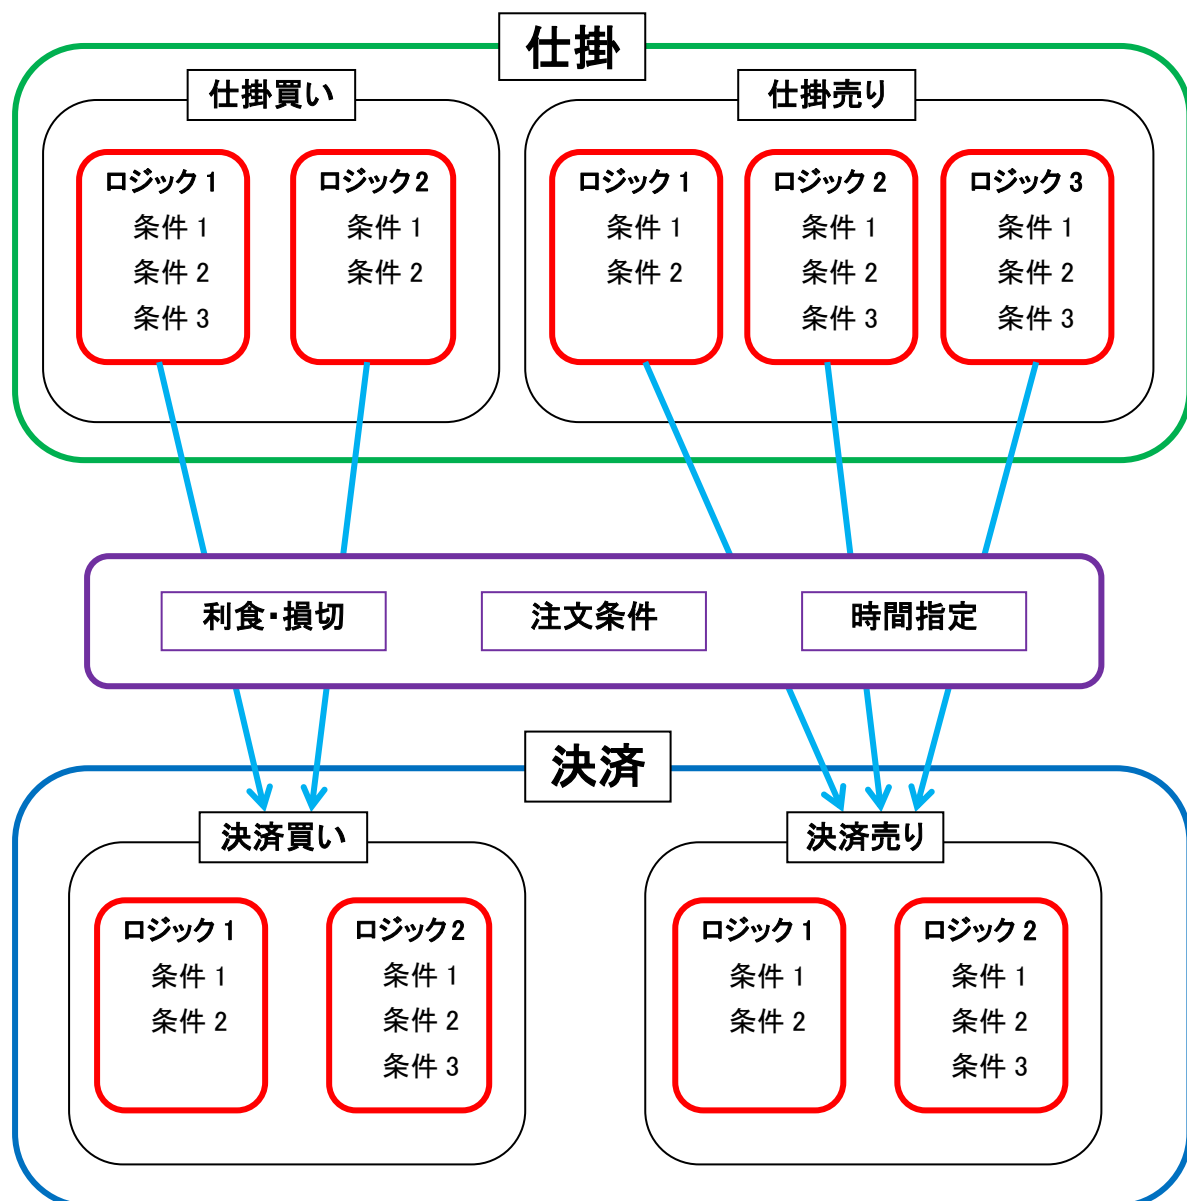 仕掛
仕掛買い
ロジック 1
条件 1
条件 2
条件 3
ロジック 2
条件 1
条件 2
仕掛売り
ロジック 1
条件 1
条件 2
ロジック 2
条件 1
条件 2
条件 3
ロジック 3
条件 1
条件 2
条件 3
利食・損切
注文条件
時間指定
決済
決済買い
ロジック 1
条件 1
条件 2
ロジック 2
条件 1
条件 2
条件 3
決済売り
ロジック 1
条件 1
条件 2
ロジック 2
条件 1
条件 2
条件 3